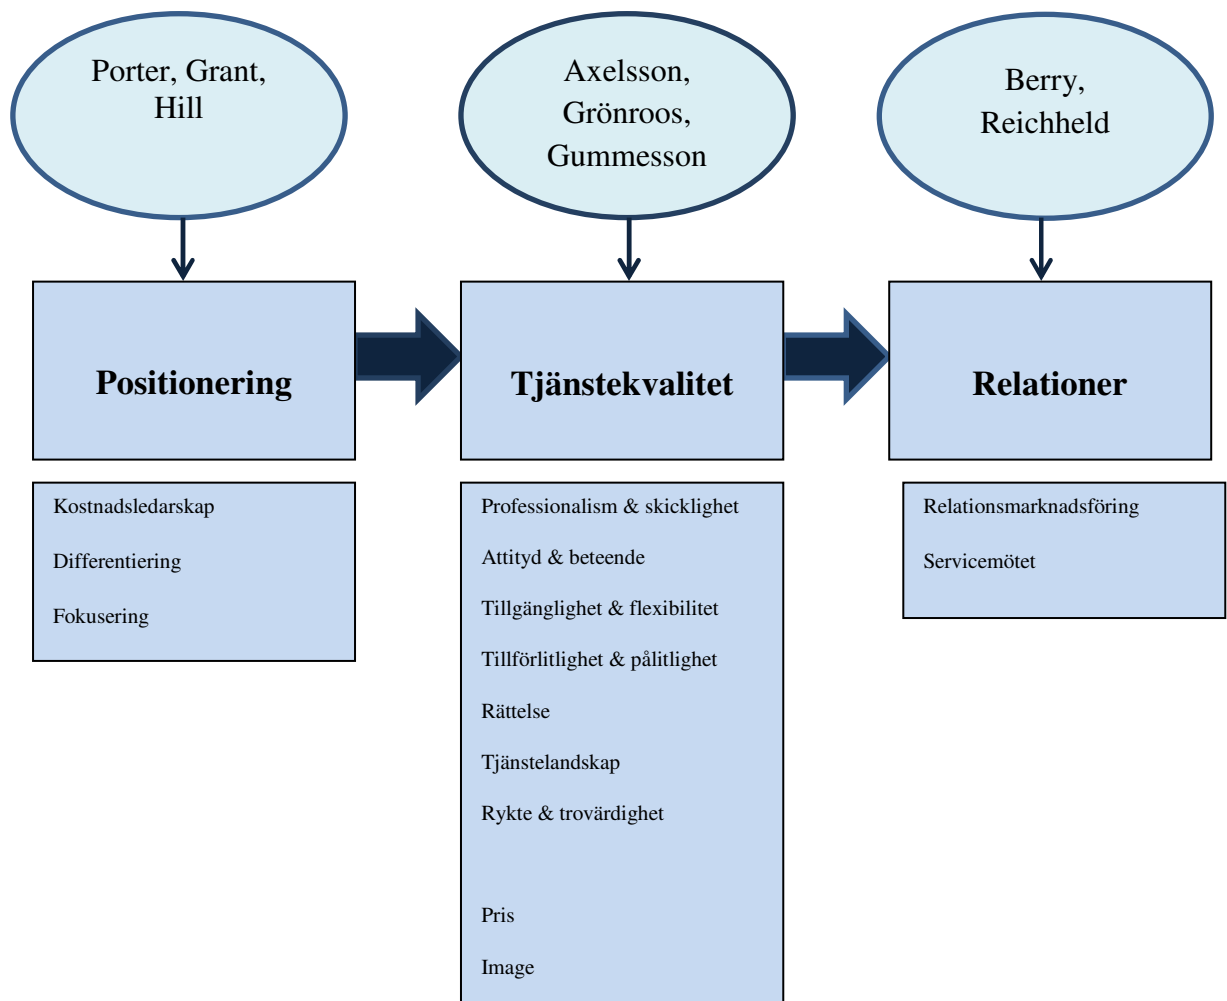 Porter, Grant,
Hill
Axelsson,
Grönroos,
Gummesson
Berry,
Reichheld
Positionering
Tjänstekvalitet
Relationer
Kostnadsledarskap
Differentiering
Fokusering
Professionalism & skicklighet
Attityd & beteende
Tillgänglighet & flexibilitet
Tillförlitlighet & pålitlighet
Rättelse
Tjänstelandskap
Rykte & trovärdighet
Pris
Image
Relationsmarknadsföring
Servicemötet